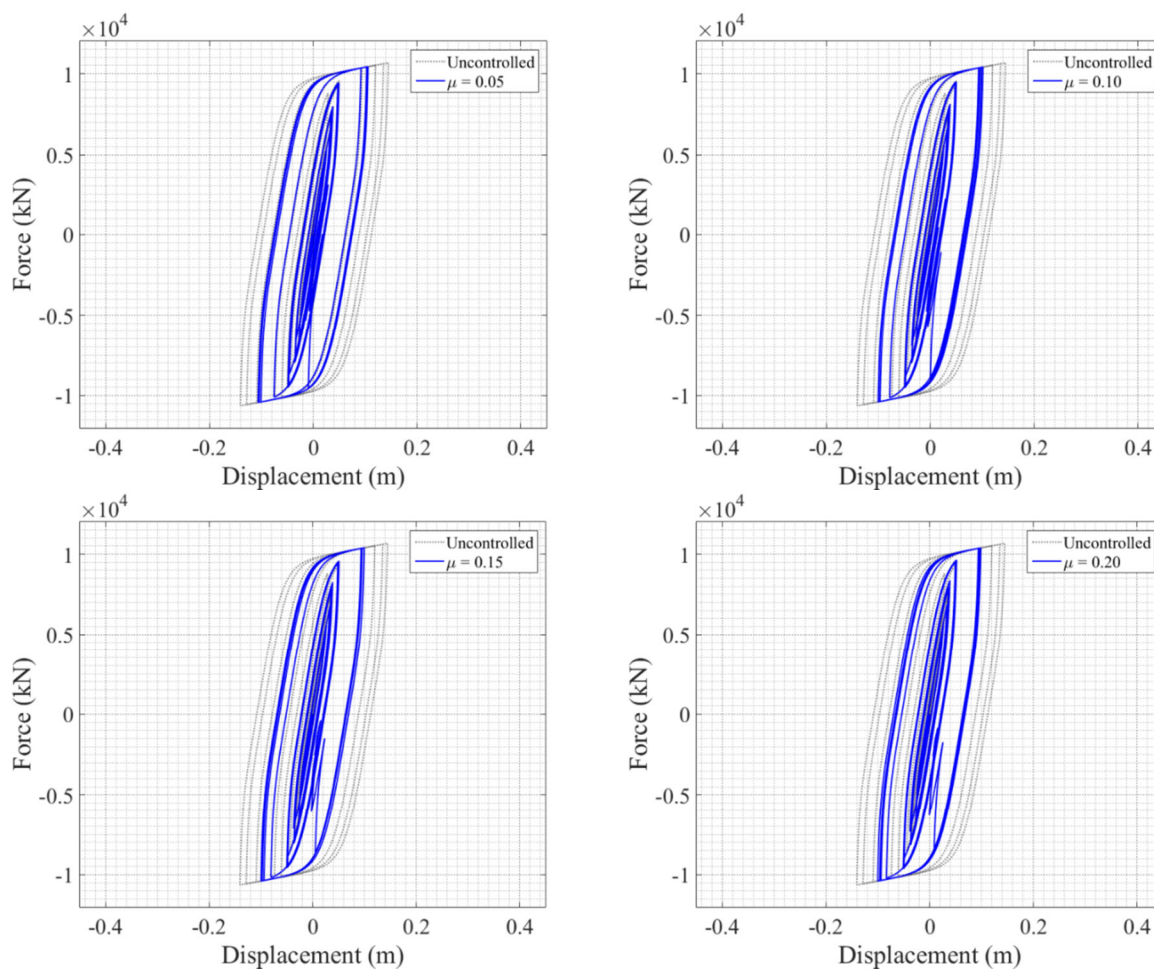 ×10⁴ ×10⁴
1 Uncontrolled 1 Uncontrolled
μ = 0.05 μ = 0.10
0.5 0.5
Force (kN) 0 Force (kN) 0
-0.5 -0.5
-1 -1
-0.4 -0.2 0 0.2 0.4 -0.4 -0.2 0 0.2 0.4
Displacement (m) Displacement (m)
×10⁴ ×10⁴
1 Uncontrolled 1 Uncontrolled
μ = 0.15 μ = 0.20
0.5 0.5
Force (kN) 0 Force (kN) 0
-0.5 -0.5
-1 -1
-0.4 -0.2 0 0.2 0.4 -0.4 -0.2 0 0.2 0.4
Displacement (m) Displacement (m)